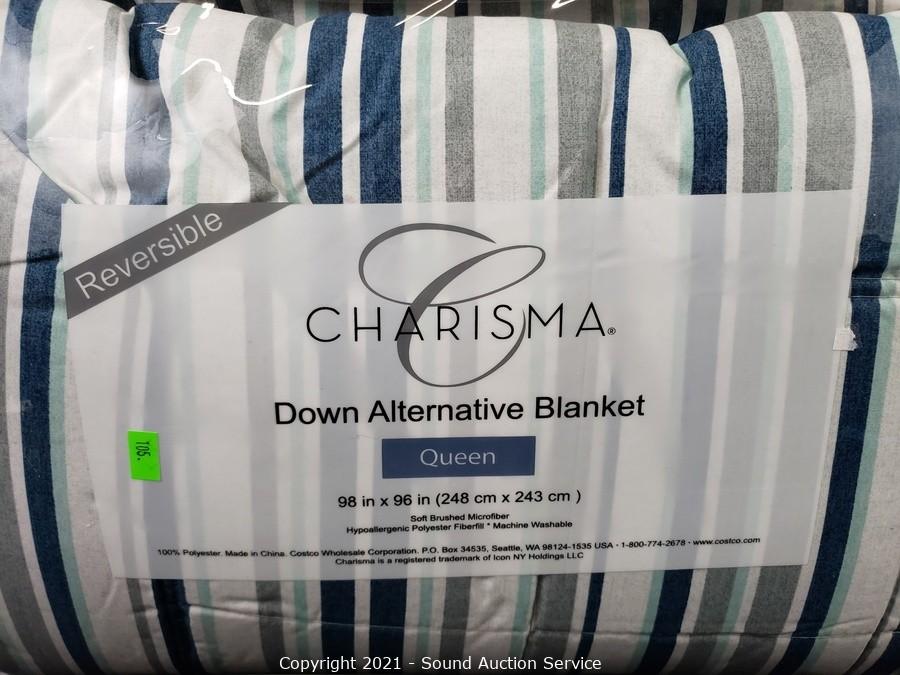 Reversible
CHARISMA®
Down Alternative Blanket
Queen
98 in x 96 in (248 cm x 243 cm )
Soft Brushed Microfiber
Hypoallergenic Polyester Fiberfill * Machine Washable
100% Polyester. Made in China. Costco Wholesale Corporation. P.O. Box 34535, Seattle, WA 98124-1535 USA · 1-800-774-2678 · www.costco.com
Charisma is a registered trademark of Icon NY Holdings LLC
105.
Copyright 2021 - Sound Auction Service